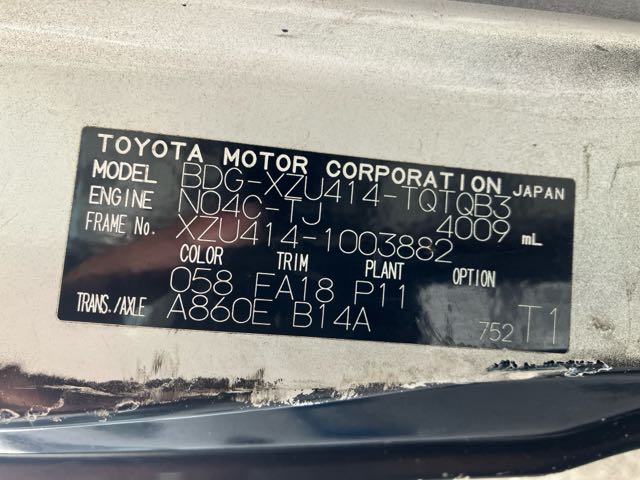 TOYOTA MOTOR CORPORATION JAPAN
MODEL BDG-XZU414-TQTQB3
ENGINE N04C-TJ 4009 mL
FRAME No. XZU414-1003882
COLOR TRIM PLANT OPTION
058 FA18 P11
TRANS./AXLE A860E B14A 752 T1